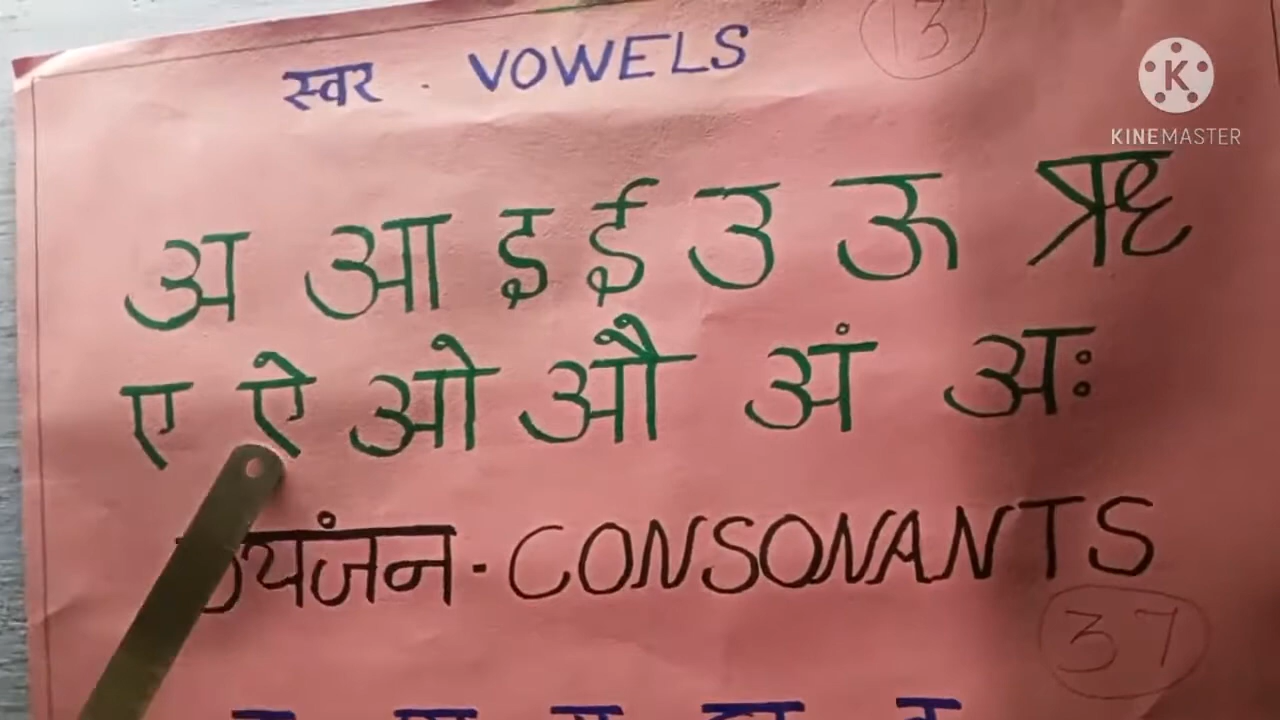 स्वर . VOWELS 13
KINEMASTER
अ आ इ ई उ ऊ ऋ
ए ऐ ओ औ अं अः
व्यंजन - CONSONANTS
37